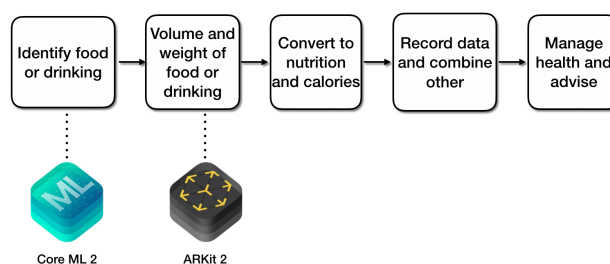 Identify food
or drinking
Volume and
weight of
food or
drinking
Convert to
nutrition
and calories
Record data
and combine
other
Manage
health and
advise
ML
Core ML 2
ARKit 2